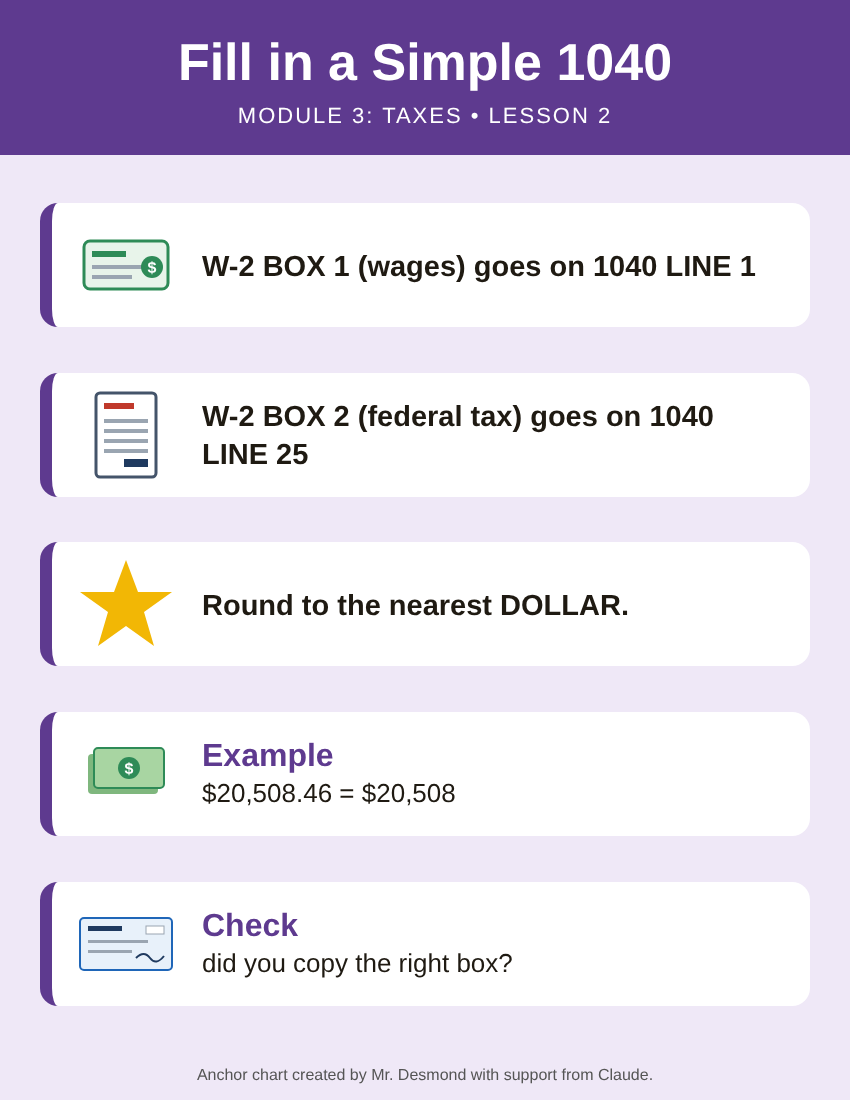 Fill in a Simple 1040
MODULE 3: TAXES • LESSON 2
$
W-2 BOX 1 (wages) goes on 1040 LINE 1
W-2 BOX 2 (federal tax) goes on 1040
LINE 25
Round to the nearest DOLLAR.
$
Example
$20,508.46 = $20,508
Check
did you copy the right box?
Anchor chart created by Mr. Desmond with support from Claude.